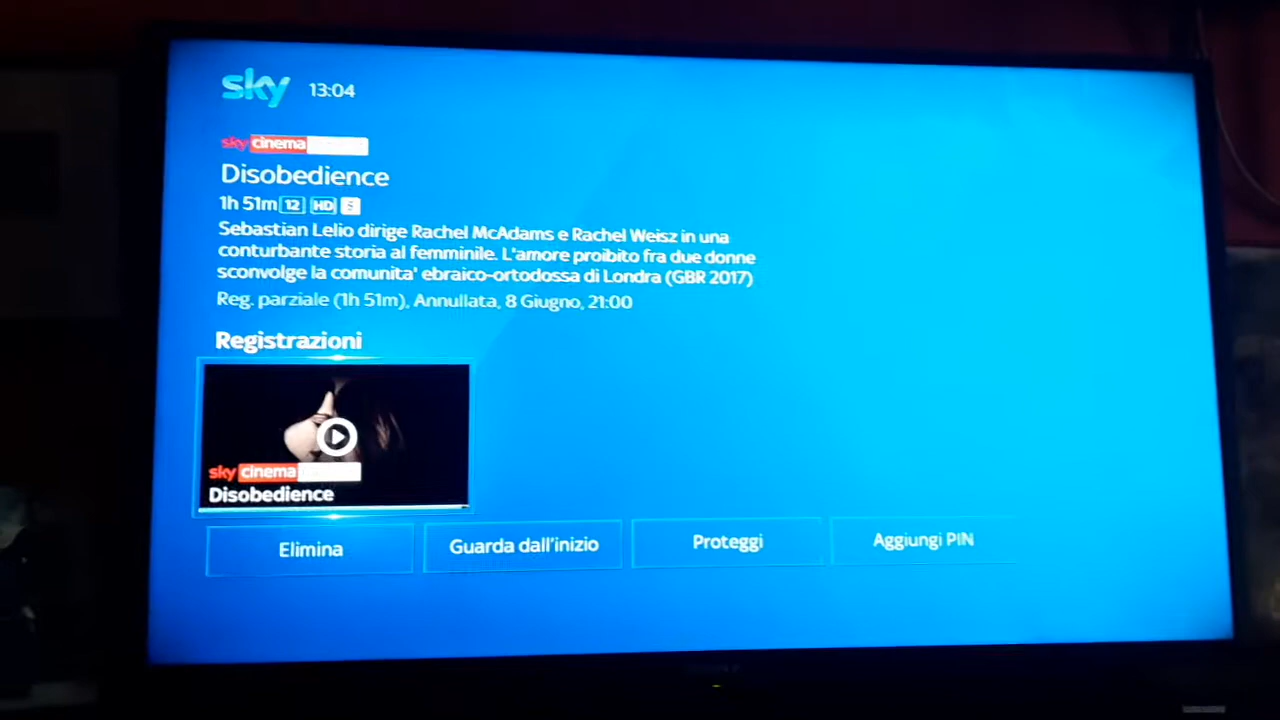 sky 13:04
sky cinema
Disobedience
1h 51m 12 HD S
Sebastian Lelio dirige Rachel McAdams e Rachel Weisz in una
conturbante storia al femminile. L'amore proibito fra due donne
sconvolge la comunita' ebraico-ortodossa di Londra (GBR 2017)
Reg. parziale (1h 51m), Annullata, 8 Giugno, 21:00
Registrazioni
sky cinema
Disobedience
Elimina Guarda dall'inizio Proteggi Aggiungi PIN